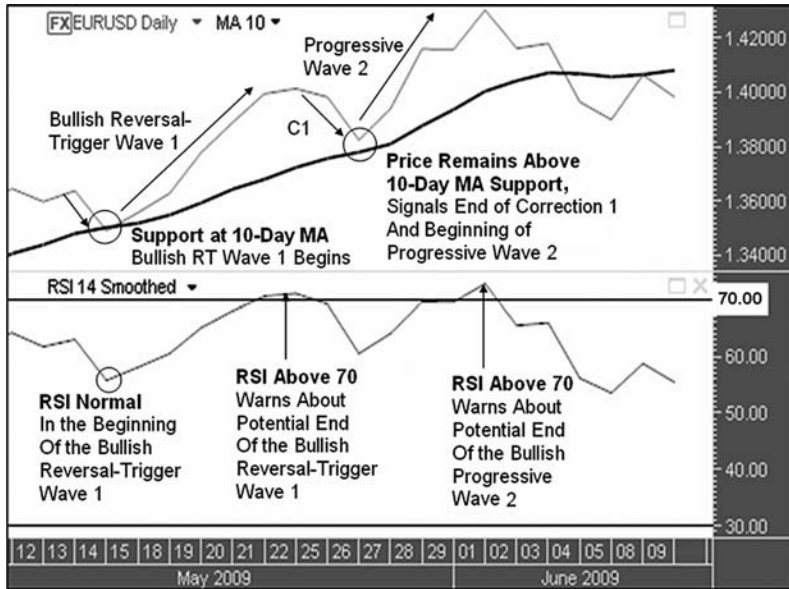 FX EURUSD Daily MA 10
Progressive
Wave 2
Bullish Reversal-
Trigger Wave 1
C1
Price Remains Above
10-Day MA Support,
Signals End of Correction 1
And Beginning of
Progressive Wave 2
Support at 10-Day MA
Bullish RT Wave 1 Begins
1.42000
1.40000
1.38000
1.36000
1.34000
RSI 14 Smoothed
RSI Normal
In the Beginning
Of the Bullish
Reversal-Trigger
Wave 1
RSI Above 70
Warns About
Potential End
Of the Bullish
Reversal-Trigger
Wave 1
RSI Above 70
Warns About
Potential End
Of the Bullish
Progressive
Wave 2
70.00
60.00
50.00
40.00
30.00
12 13 14 15 18 19 20 21 22 25 26 27 28 29 01 02 03 04 05 08 09
May 2009 June 2009